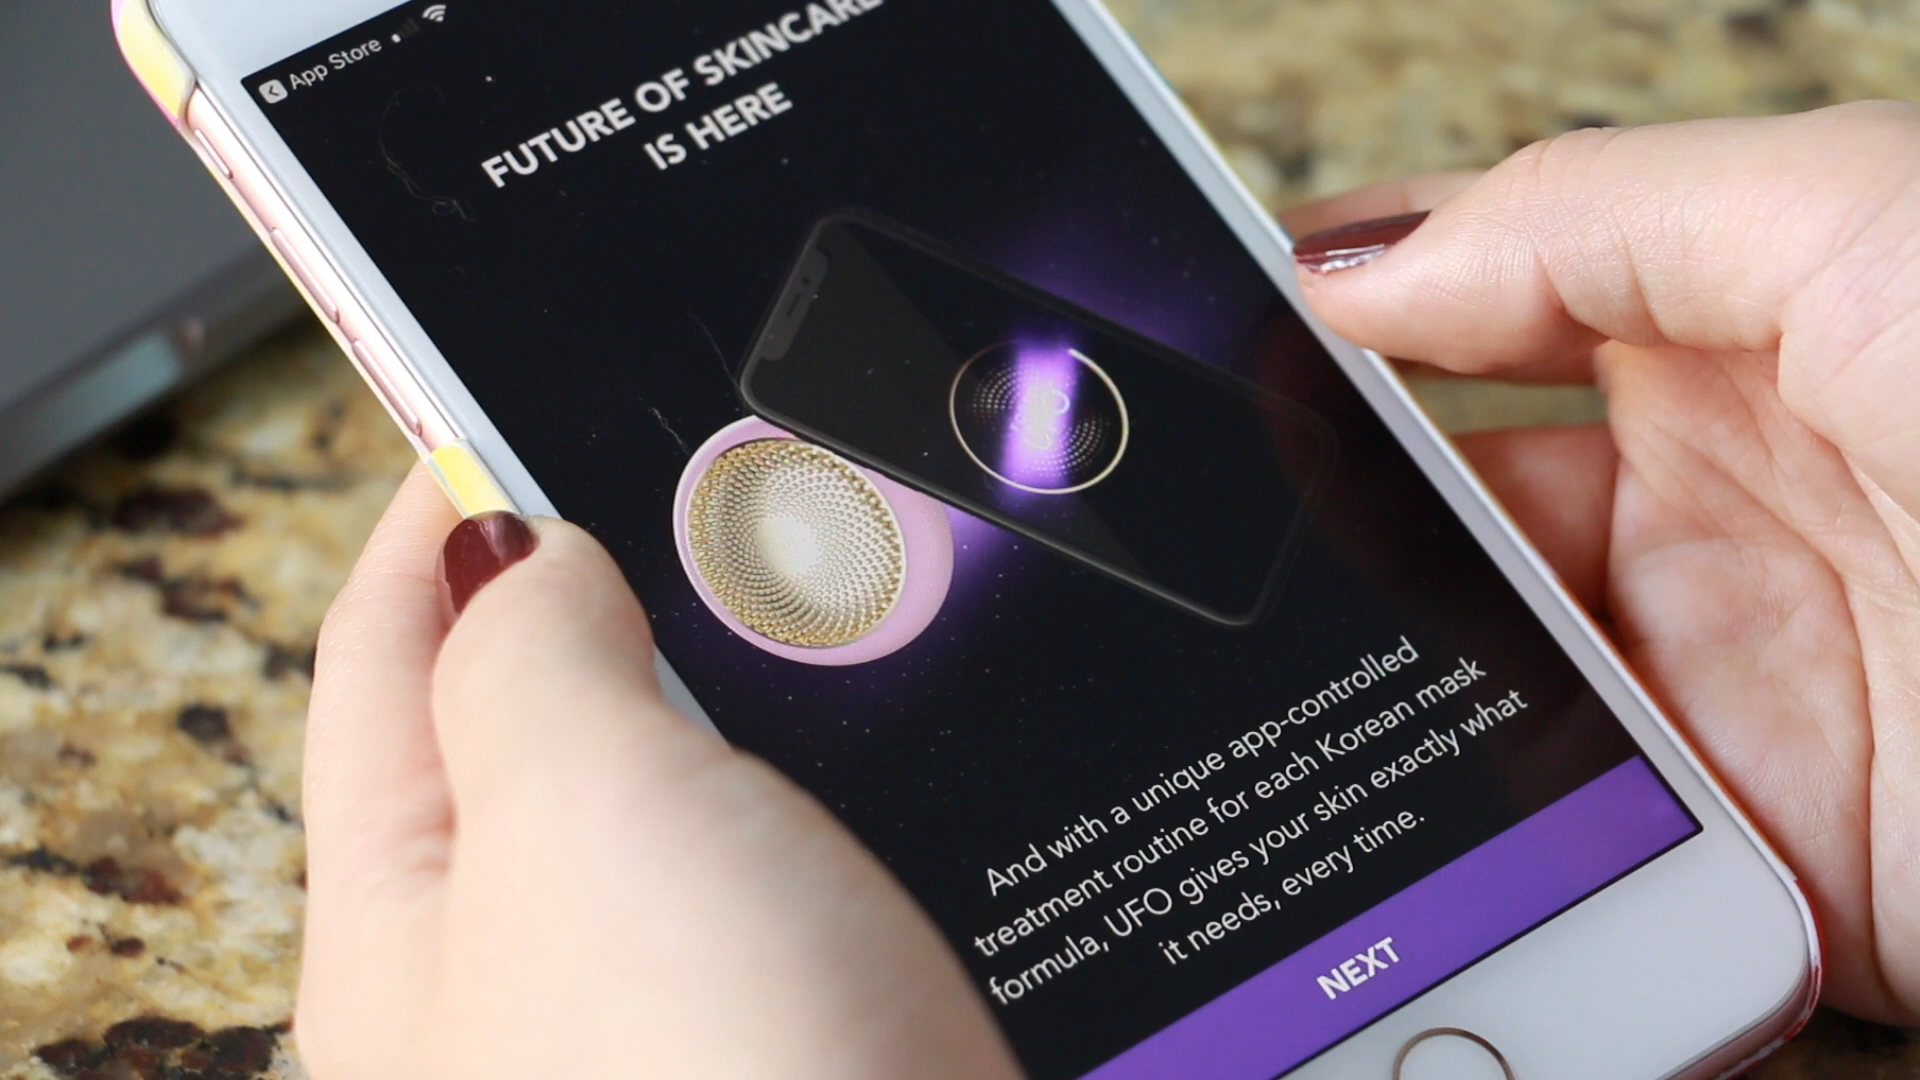 App Store
FUTURE OF SKINCARE
IS HERE
And with a unique app-controlled
treatment routine for each Korean mask
formula, UFO gives your skin exactly what
it needs, every time.
NEXT